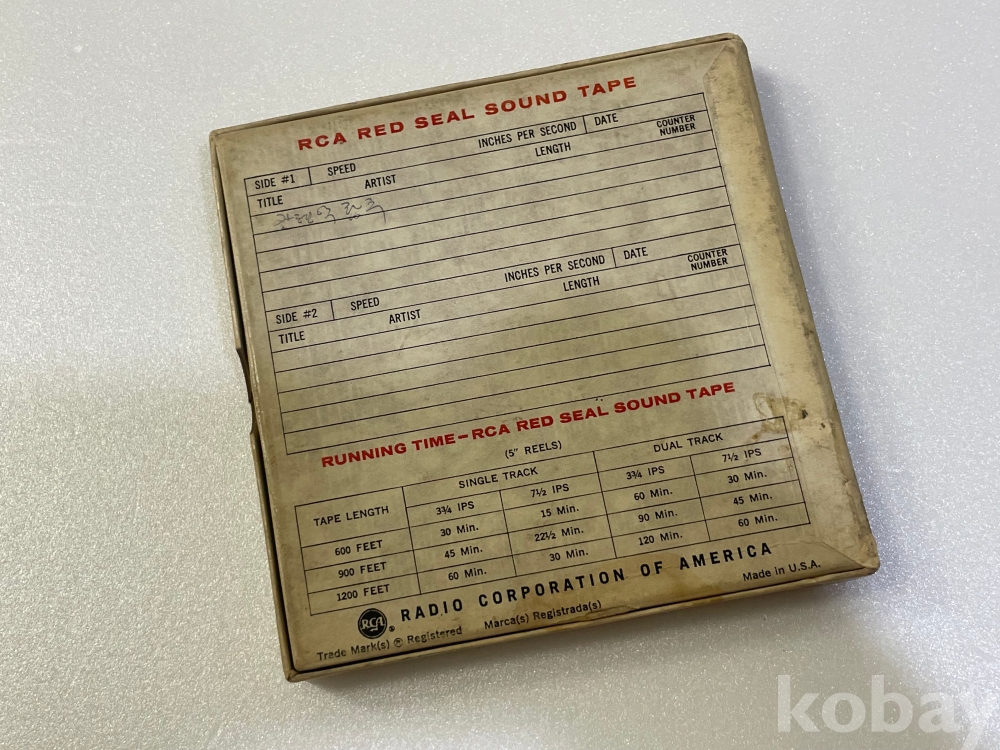 RCA RED SEAL SOUND TAPE
SIDE #1 SPEED INCHES PER SECOND DATE COUNTER NUMBER
TITLE ARTIST LENGTH
SIDE #2 SPEED INCHES PER SECOND DATE COUNTER NUMBER
TITLE ARTIST LENGTH
RUNNING TIME—RCA RED SEAL SOUND TAPE
(5" REELS)
TAPE LENGTH SINGLE TRACK DUAL TRACK
3¾ IPS 7½ IPS 3¾ IPS 7½ IPS
600 FEET 30 Min. 15 Min. 60 Min. 30 Min.
900 FEET 45 Min. 22½ Min. 90 Min. 45 Min.
1200 FEET 60 Min. 30 Min. 120 Min. 60 Min.
RCA ® RADIO CORPORATION OF AMERICA
Trade Mark(s) ® Registered Marca(s) Registrada(s) Made in U.S.A.
kobay